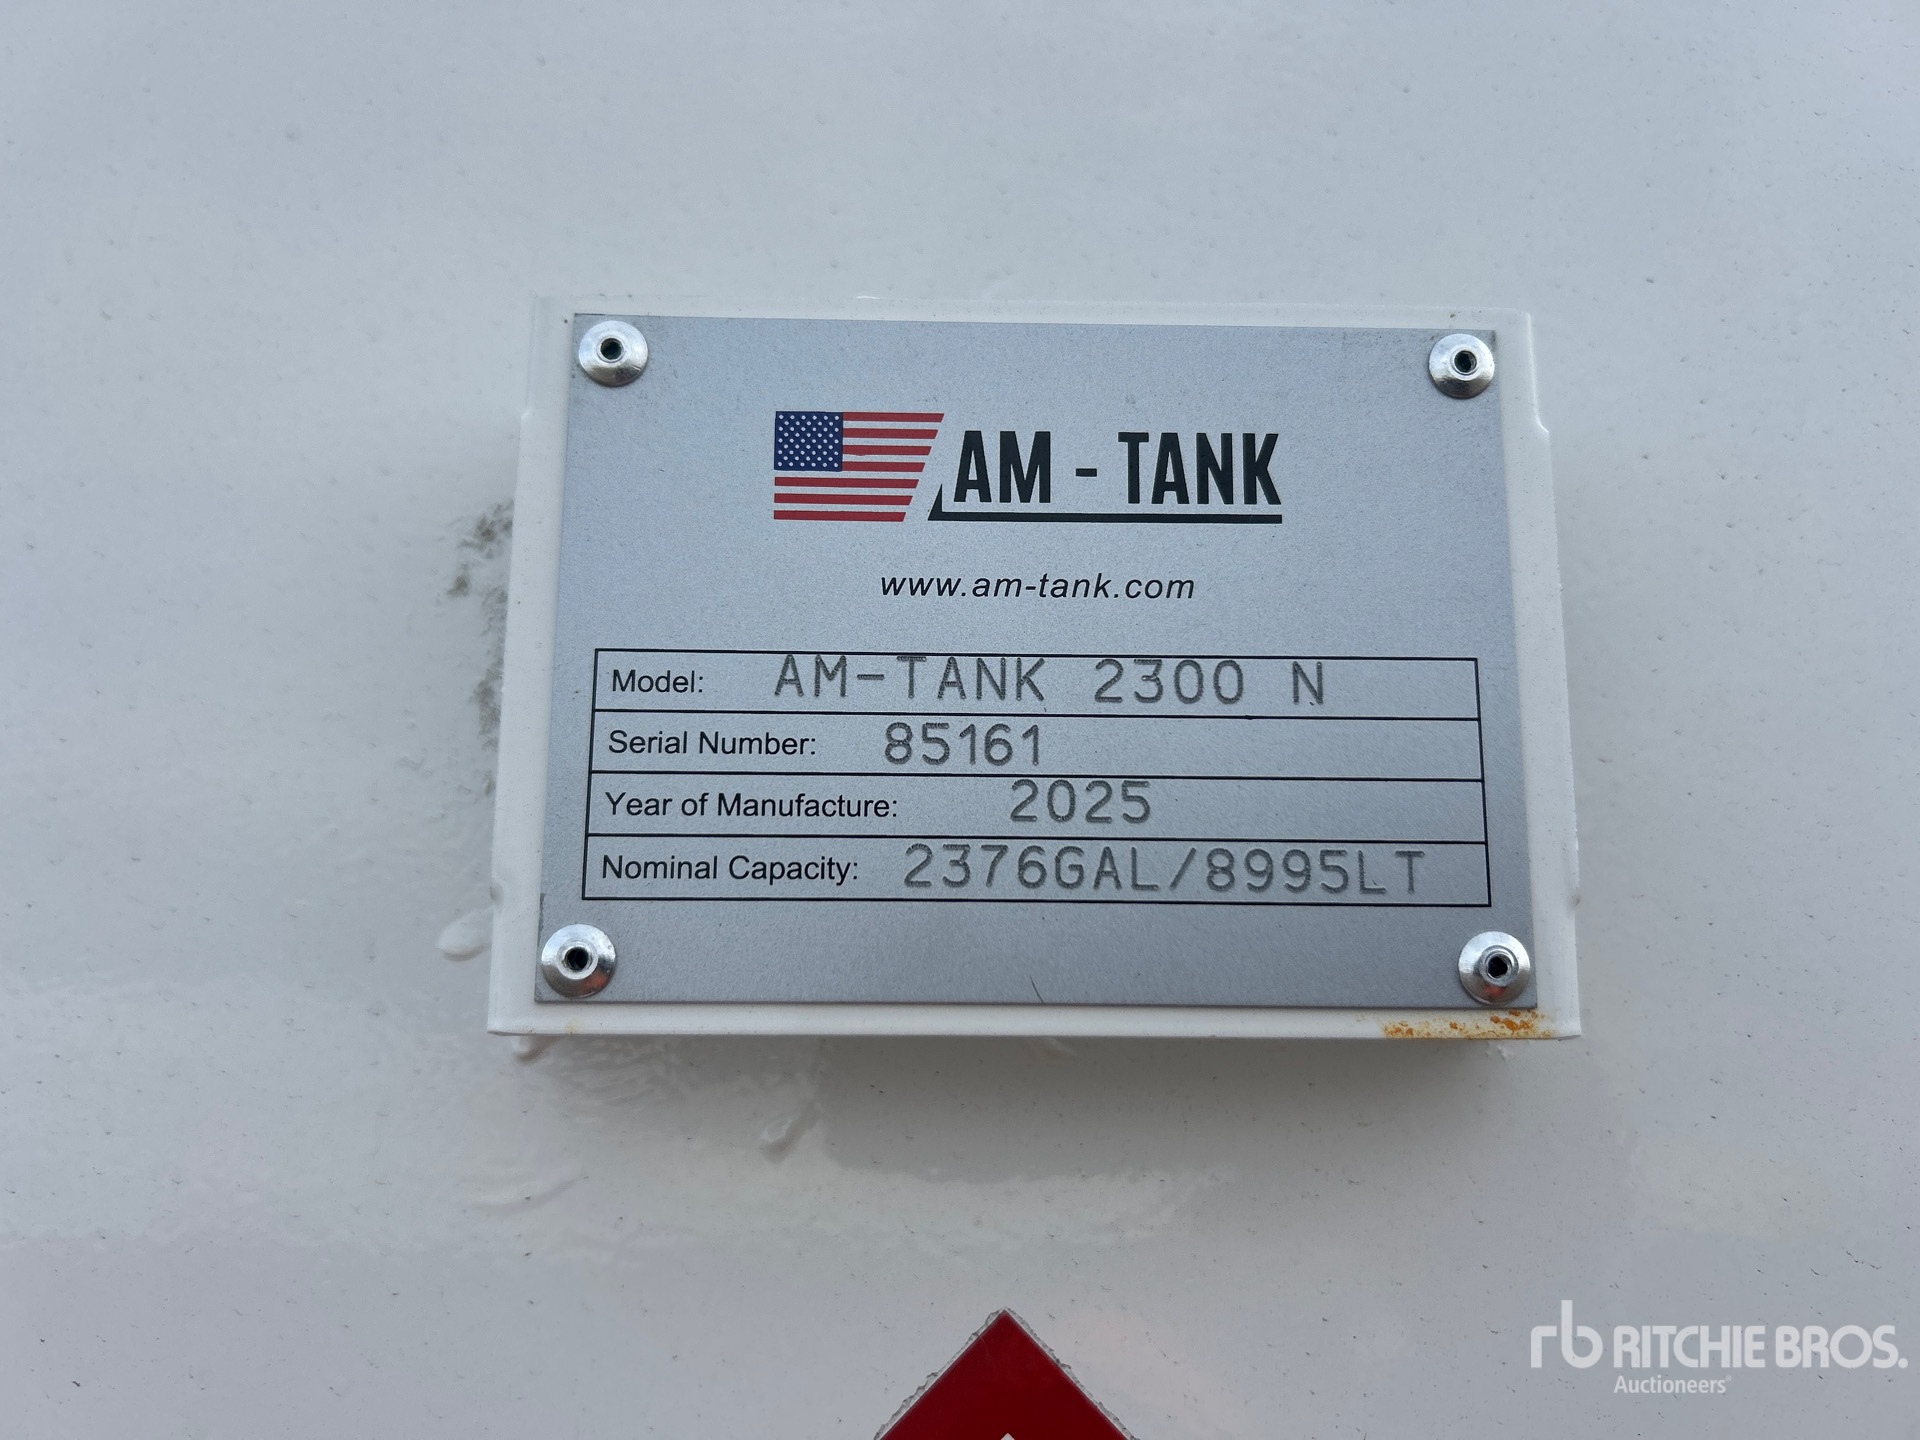 AM - TANK
www.am-tank.com
Model: AM-TANK 2300 N
Serial Number: 85161
Year of Manufacture: 2025
Nominal Capacity: 2376GAL/8995LT
rb RITCHIE BROS.
Auctioneers